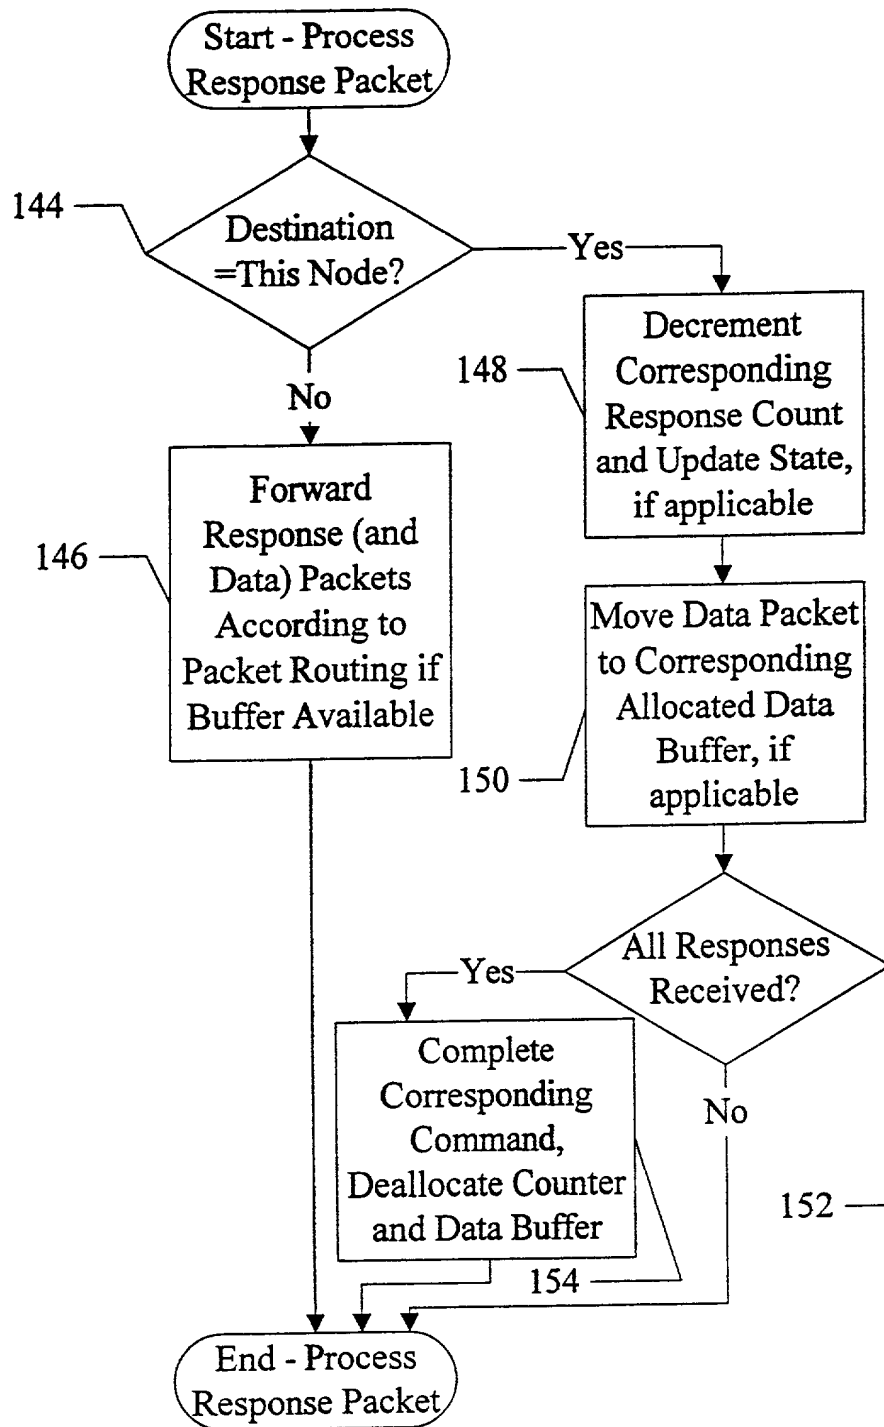 Start - Process
Response Packet
144
Destination
=This Node?
Yes
No
148
Decrement
Corresponding
Response Count
and Update State,
if applicable
146
Forward
Response (and
Data) Packets
According to
Packet Routing if
Buffer Available
150
Move Data Packet
to Corresponding
Allocated Data
Buffer, if
applicable
All Responses
Received?
Yes
No
Complete
Corresponding
Command,
Deallocate Counter
and Data Buffer
152
154
End - Process
Response Packet